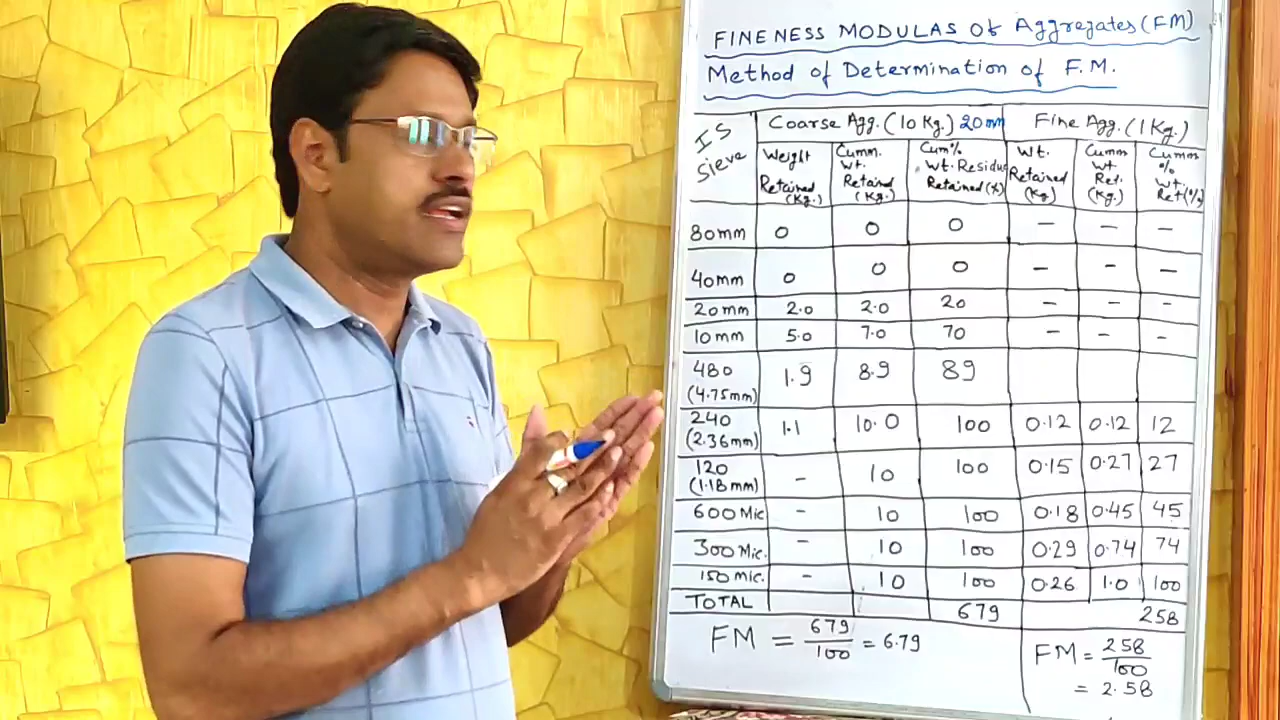 FINENESS MODULAS Of Aggregates (FM)
Method of Determination of F.M.
IS Sieve | Coarse Agg. (10 Kg.) 20mm | Fine Agg. (1 Kg.)
Weight Retained (Kg.) | Cumm. wt. Retained (Kg.) | Cum% Wt. Residue Retained (%) | Wt. Retained (Kg) | Cumm wt Ret. (Kg.) | Cumm % wt Ret (%)
80mm 0 0 0 - - -
40mm 0 0 0 - - -
20mm 2.0 2.0 20 - - -
10mm 5.0 7.0 70 - - -
480 (4.75mm) 1.9 8.9 89
240 (2.36mm) 1.1 10.0 100 0.12 0.12 12
120 (1.18mm) - 10 100 0.15 0.27 27
600 Mic - 10 100 0.18 0.45 45
300 Mic. - 10 100 0.29 0.74 74
150 Mic. - 10 100 0.26 1.0 100
TOTAL 679 258
FM = 679/100 = 6.79
FM = 258/100
= 2.58